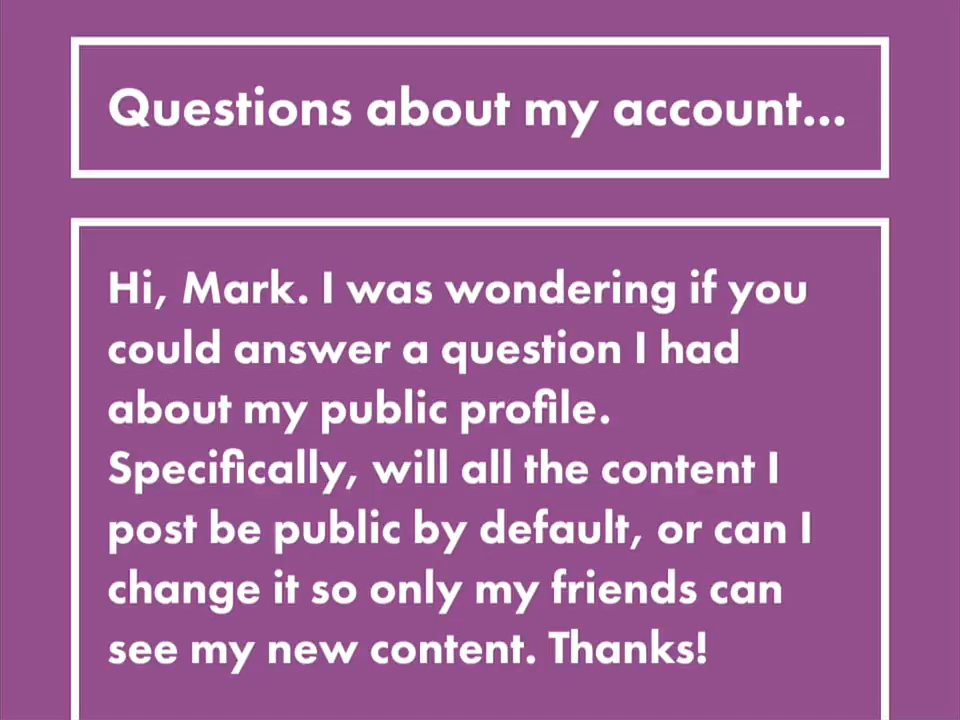 Questions about my account...
Hi, Mark. I was wondering if you
could answer a question I had
about my public profile.
Specifically, will all the content I
post be public by default, or can I
change it so only my friends can
see my new content. Thanks!